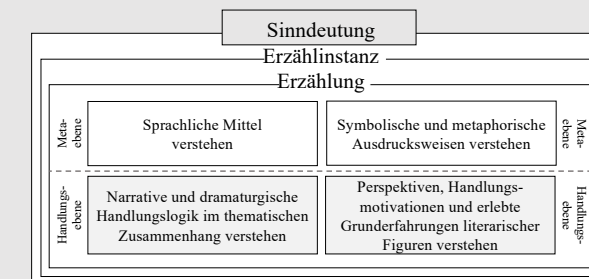 Sinndeutung
Erzählinstanz
Erzählung
Meta-
ebene
Sprachliche Mittel
verstehen
Symbolische und metaphorische
Ausdrucksweisen verstehen
Meta-
ebene
Handlungs-
ebene
Narrative und dramaturgische
Handlungslogik im thematischen
Zusammenhang verstehen
Perspektiven, Handlungs-
motivationen und erlebte
Grunderfahrungen literarischer
Figuren verstehen
Handlungs-
ebene